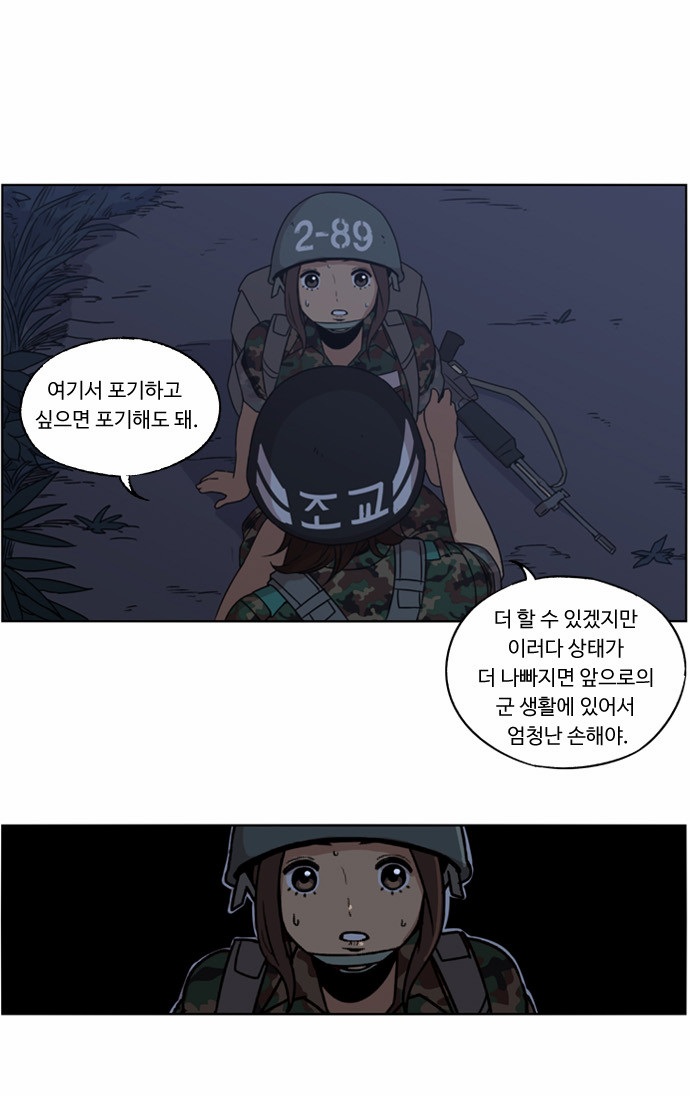 2-89
여기서 포기하고
싶으면 포기해도 돼.
조교
더 할 수 있겠지만
이러다 상태가
더 나빠지면 앞으로의
군 생활에 있어서
엄청난 손해야.